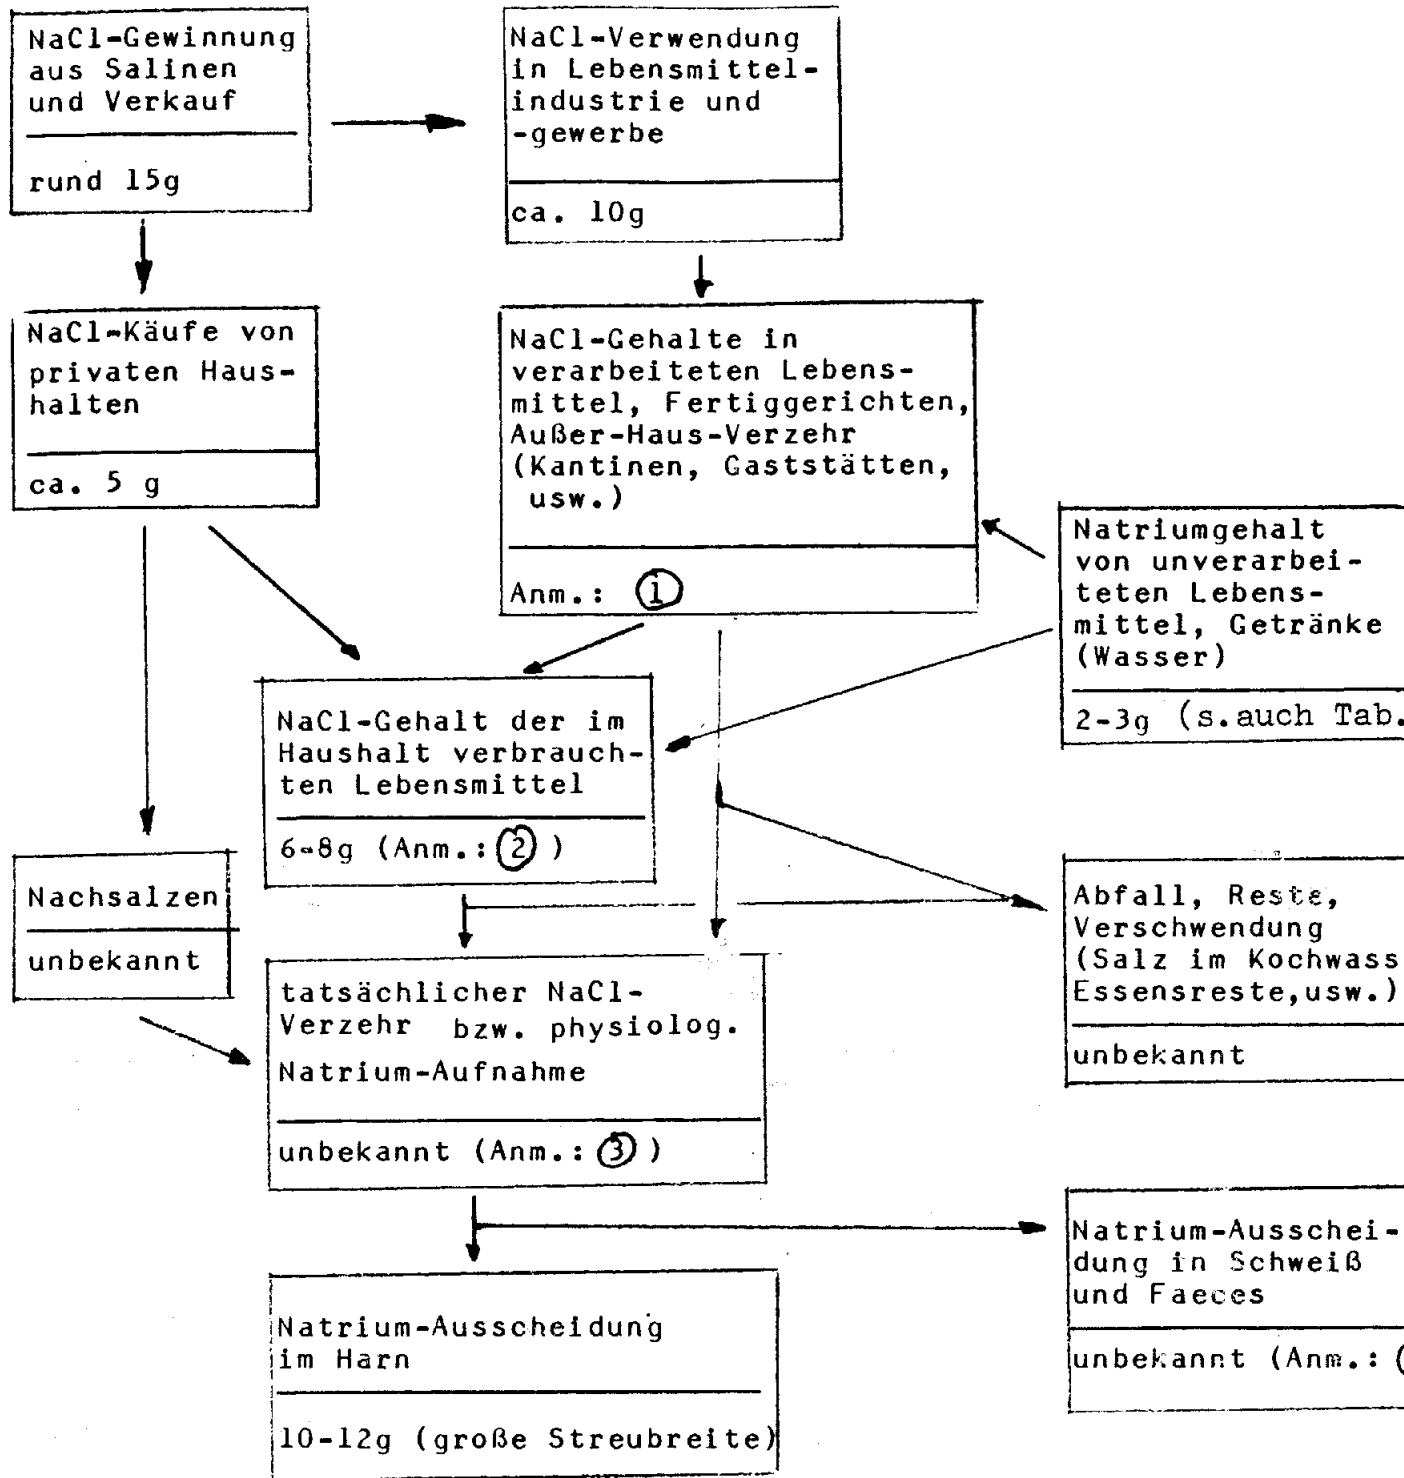 NaCl-Gewinnung
aus Salinen
und Verkauf
rund 15g
NaCl-Verwendung
in Lebensmittel-
industrie und
-gewerbe
ca. 10g
NaCl-Käufe von
privaten Haus-
halten
ca. 5 g
NaCl-Gehalte in
verarbeiteten Lebens-
mittel, Fertiggerichten,
Außer-Haus-Verzehr
(Kantinen, Gaststätten,
usw.)
Anm.: 1
Natriumgehalt
von unverarbei-
teten Lebens-
mittel, Getränke
(Wasser)
2-3g (s.auch Tab.
NaCl-Gehalt der im
Haushalt verbrauch-
ten Lebensmittel
6-8g (Anm.: 2 )
Nachsalzen
unbekannt
Abfall, Reste,
Verschwendung
(Salz im Kochwass
Essensreste,usw.)
unbekannt
tatsächlicher NaCl-
Verzehr bzw. physiolog.
Natrium-Aufnahme
unbekannt (Anm.: 3 )
Natrium-Ausschei-
dung in Schweiß
und Faeces
unbekannt (Anm.: (
Natrium-Ausscheidung
im Harn
10-12g (große Streubreite)